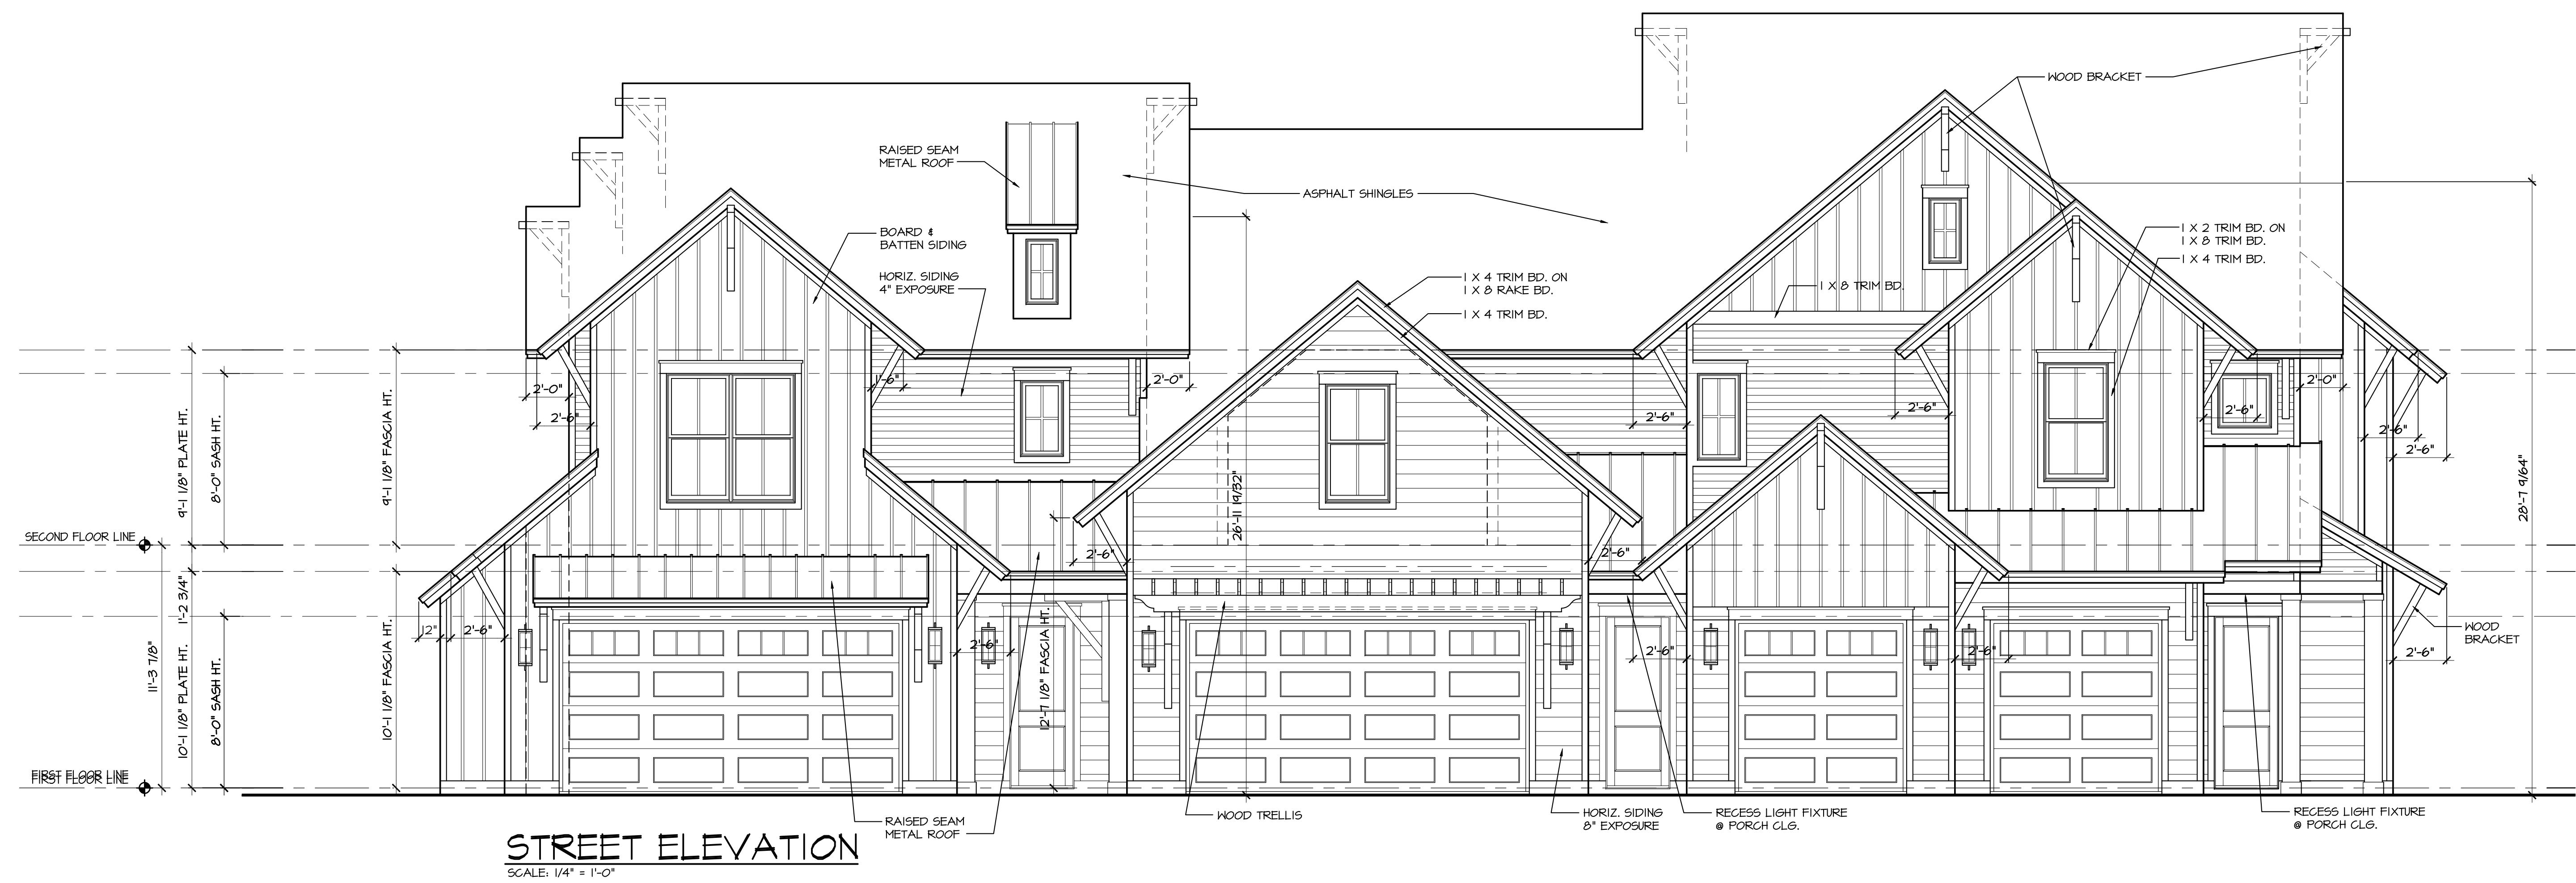 WOOD BRACKET
RAISED SEAM
METAL ROOF
ASPHALT SHINGLES
BOARD &
BATTEN SIDING
1 X 2 TRIM BD. ON
1 X 8 TRIM BD.
1 X 4 TRIM BD.
HORIZ. SIDING
4" EXPOSURE
1 X 4 TRIM BD. ON
1 X 8 RAKE BD.
1 X 4 TRIM BD.
1 X 8 TRIM BD.
2'-0"
2'-6"
1'-6"
2'-0"
2'-6"
2'-6"
2'-6"
2'-0"
2'-6"
2'-6"
9'-1 1/8" PLATE HT.
8'-0" SASH HT.
9'-1 1/8" FASCIA HT.
26'-11 19/32"
28'-7 9/64"
SECOND FLOOR LINE
2'-6"
2'-6"
11'-3 7/8"
1'-2 3/4"
10'-1 1/8" PLATE HT.
8'-0" SASH HT.
10'-1 1/8" FASCIA HT.
12"
2'-6"
2'-6"
12'-7 1/8" FASCIA HT.
2'-6"
2'-6"
2'-6"
WOOD
BRACKET
FIRST FLOOR LINE
FIRST FLOOR LINE
RAISED SEAM
METAL ROOF
WOOD TRELLIS
HORIZ. SIDING
8" EXPOSURE
RECESS LIGHT FIXTURE
@ PORCH CLG.
RECESS LIGHT FIXTURE
@ PORCH CLG.
STREET ELEVATION
SCALE: 1/4" = 1'-0"